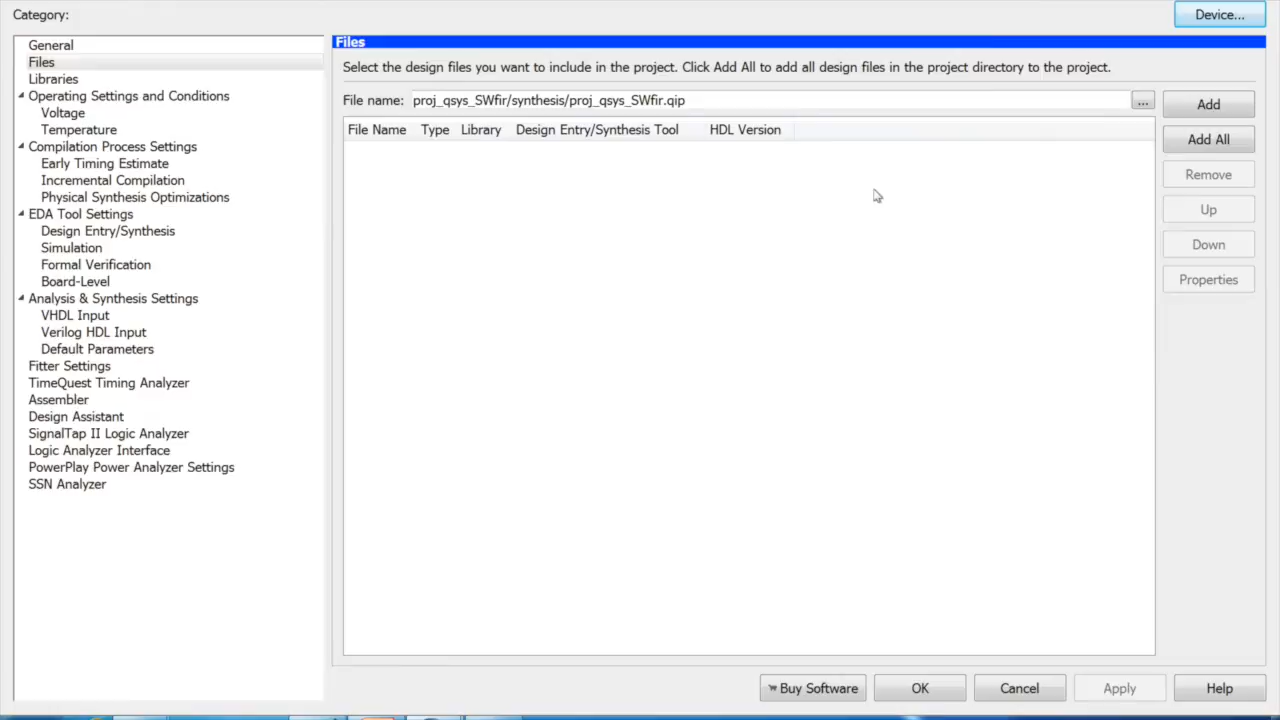 Category:
Device...
General
Files
Libraries
Operating Settings and Conditions
Voltage
Temperature
Compilation Process Settings
Early Timing Estimate
Incremental Compilation
Physical Synthesis Optimizations
EDA Tool Settings
Design Entry/Synthesis
Simulation
Formal Verification
Board-Level
Analysis & Synthesis Settings
VHDL Input
Verilog HDL Input
Default Parameters
Fitter Settings
TimeQuest Timing Analyzer
Assembler
Design Assistant
SignalTap II Logic Analyzer
Logic Analyzer Interface
PowerPlay Power Analyzer Settings
SSN Analyzer
Files
Select the design files you want to include in the project. Click Add All to add all design files in the project directory to the project.
File name: proj_qsys_SWfir/synthesis/proj_qsys_SWfir.qip ... Add
File Name Type Library Design Entry/Synthesis Tool HDL Version
Add All
Remove
Up
Down
Properties
Buy Software OK Cancel Apply Help